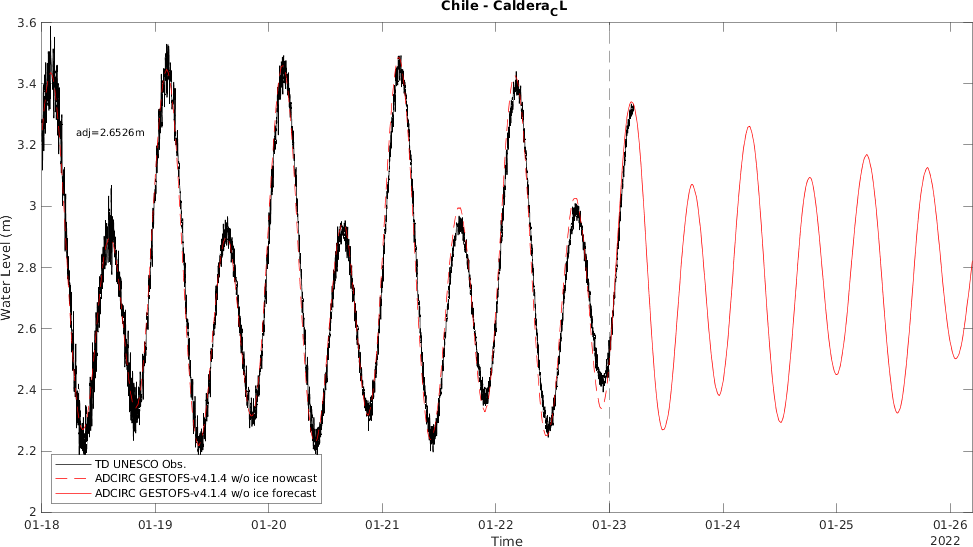 Chile - Caldera_CL
3.6
3.4
3.2
3
2.8
2.6
2.4
2.2
2
Water Level (m)
adj=2.6526m
TD UNESCO Obs.
ADCIRC GESTOFS-v4.1.4 w/o ice nowcast
ADCIRC GESTOFS-v4.1.4 w/o ice forecast
01-18 01-19 01-20 01-21 01-22 01-23 01-24 01-25 01-26
Time
2022